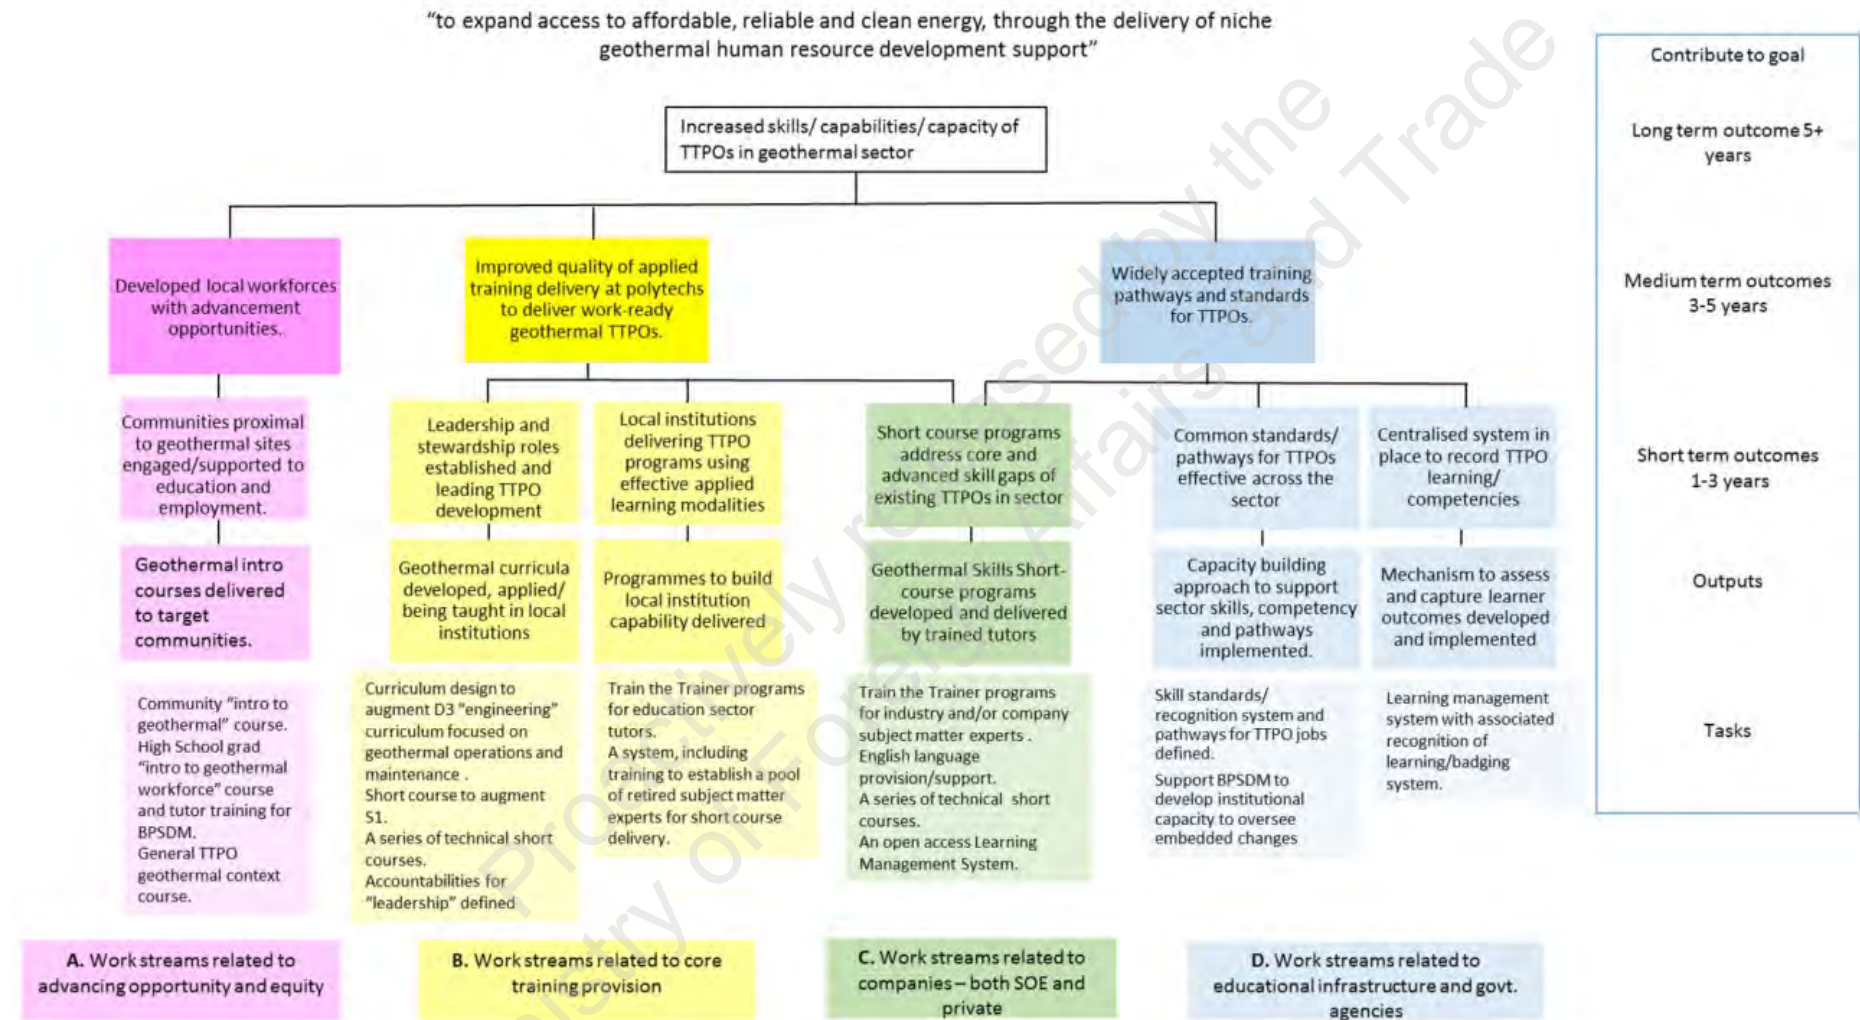 "to expand access to affordable, reliable and clean energy, through the delivery of niche
geothermal human resource development support"
Contribute to goal
Increased skills/ capabilities/ capacity of
TTPOs in geothermal sector
Long term outcome 5+
years
Developed local workforces
with advancement
opportunities.
Improved quality of applied
training delivery at polytechs
to deliver work-ready
geothermal TTPOs.
Widely accepted training
pathways and standards
for TTPOs.
Medium term outcomes
3-5 years
Communities proximal
to geothermal sites
engaged/supported to
education and
employment.
Leadership and
stewardship roles
established and
leading TTPO
development
Local institutions
delivering TTPO
programs using
effective applied
learning modalities
Short course programs
address core and
advanced skill gaps of
existing TTPOs in sector
Common standards/
pathways for TTPOs
effective across the
sector
Centralised system in
place to record TTPO
learning/
competencies
Short term outcomes
1-3 years
Geothermal intro
courses delivered
to target
communities.
Geothermal curricula
developed, applied/
being taught in local
institutions
Programmes to build
local institution
capability delivered
Geothermal Skills Short-
course programs
developed and delivered
by trained tutors
Capacity building
approach to support
sector skills, competency
and pathways
implemented.
Mechanism to assess
and capture learner
outcomes developed
and implemented
Outputs
Community "intro to
geothermal" course.
High School grad
"intro to geothermal
workforce" course
and tutor training for
BPSDM.
General TTPO
geothermal context
course.
Curriculum design to
augment D3 "engineering"
curriculum focused on
geothermal operations and
maintenance .
Short course to augment
S1.
A series of technical short
courses.
Accountabilities for
"leadership" defined
Train the Trainer programs
for education sector
tutors.
A system, including
training to establish a pool
of retired subject matter
experts for short course
delivery.
Train the Trainer programs
for industry and/or company
subject matter experts .
English language
provision/support.
A series of technical short
courses.
An open access Learning
Management System.
Skill standards/
recognition system and
pathways for TTPO jobs
defined.
Support BPSDM to
develop institutional
capacity to oversee
embedded changes
Learning management
system with associated
recognition of
learning/badging
system.
Tasks
A. Work streams related to
advancing opportunity and equity
B. Work streams related to core
training provision
C. Work streams related to
companies – both SOE and
private
D. Work streams related to
educational infrastructure and govt.
agencies
Proactively released by the
Ministry of Foreign Affairs and Trade